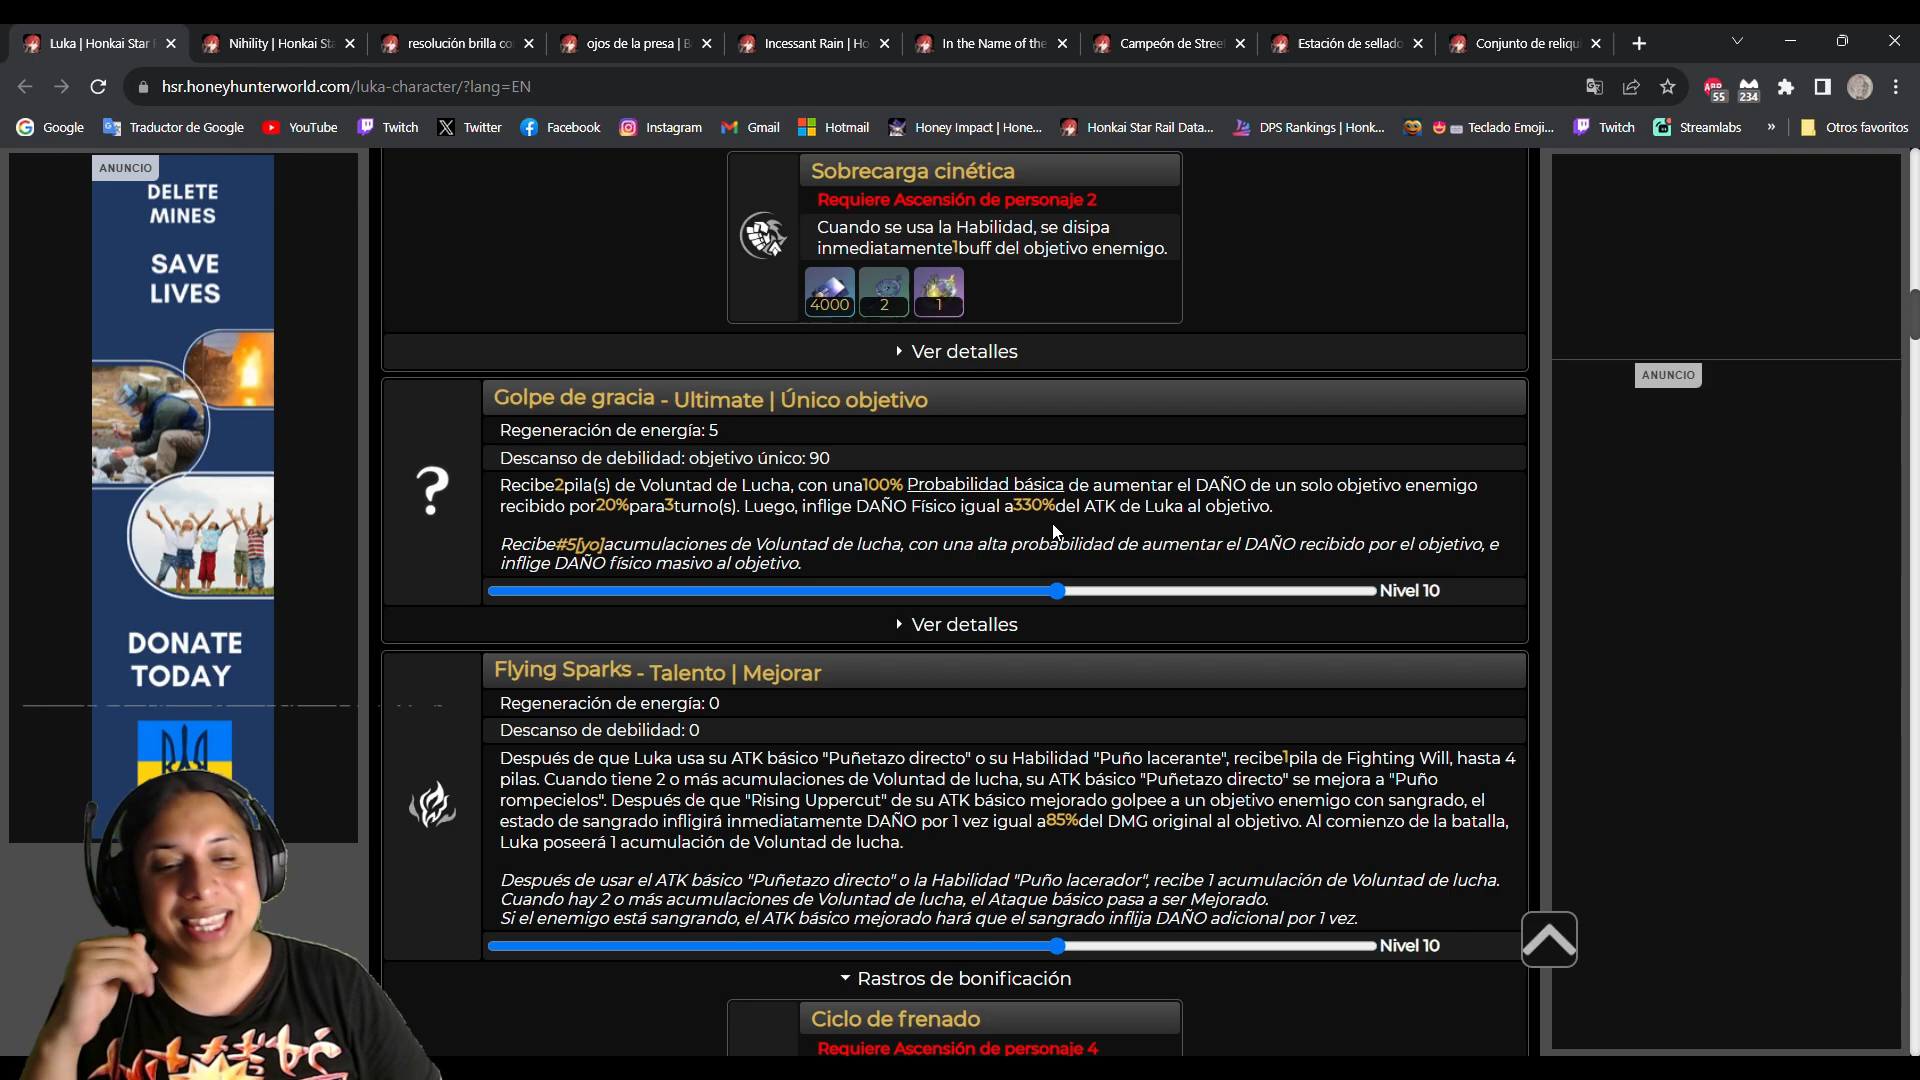 Luka | Honkai Star
Nihility | Honkai St
resolución brilla co
ojos de la presa | B
Incessant Rain | Ho
In the Name of the
Campeón de Street
Estación de sellado
Conjunto de reliqu
hsr.honeyhunterworld.com/luka-character/?lang=EN
ABP
55
234
Google
Traductor de Google
YouTube
Twitch
Twitter
Facebook
Instagram
Gmail
Hotmail
Honey Impact | Hone...
Honkai Star Rail Data...
DPS Rankings | Honk...
Teclado Emoji...
Twitch
Streamlabs
»
Otros favoritos
ANUNCIO
DELETE
MINES
SAVE
LIVES
DONATE
TODAY
Sobrecarga cinética
Requiere Ascensión de personaje 2
Cuando se usa la Habilidad, se disipa
inmediatamente1buff del objetivo enemigo.
4000
2
1
Ver detalles
Golpe de gracia - Ultimate | Único objetivo
Regeneración de energía: 5
Descanso de debilidad: objetivo único: 90
Recibe2pila(s) de Voluntad de Lucha, con una100% Probabilidad básica de aumentar el DAÑO de un solo objetivo enemigo
recibido por20%para3turno(s). Luego, inflige DAÑO Físico igual a330%del ATK de Luka al objetivo.
Recibe#5[yo]acumulaciones de Voluntad de lucha, con una alta probabilidad de aumentar el DAÑO recibido por el objetivo, e
inflige DAÑO físico masivo al objetivo.
Nivel 10
Ver detalles
Flying Sparks - Talento | Mejorar
Regeneración de energía: 0
Descanso de debilidad: 0
Después de que Luka usa su ATK básico "Puñetazo directo" o su Habilidad "Puño lacerante", recibe1pila de Fighting Will, hasta 4
pilas. Cuando tiene 2 o más acumulaciones de Voluntad de lucha, su ATK básico "Puñetazo directo" se mejora a "Puño
rompecielos". Después de que "Rising Uppercut" de su ATK básico mejorado golpee a un objetivo enemigo con sangrado, el
estado de sangrado infligirá inmediatamente DAÑO por 1 vez igual a85%del DMG original al objetivo. Al comienzo de la batalla,
Luka poseerá 1 acumulación de Voluntad de lucha.
Después de usar el ATK básico "Puñetazo directo" o la Habilidad "Puño lacerador", recibe 1 acumulación de Voluntad de lucha.
Cuando hay 2 o más acumulaciones de Voluntad de lucha, el Ataque básico pasa a ser Mejorado.
Si el enemigo está sangrando, el ATK básico mejorado hará que el sangrado inflija DAÑO adicional por 1 vez.
Nivel 10
Rastros de bonificación
Ciclo de frenado
Requiere Ascensión de personaje 4
ANUNCIO